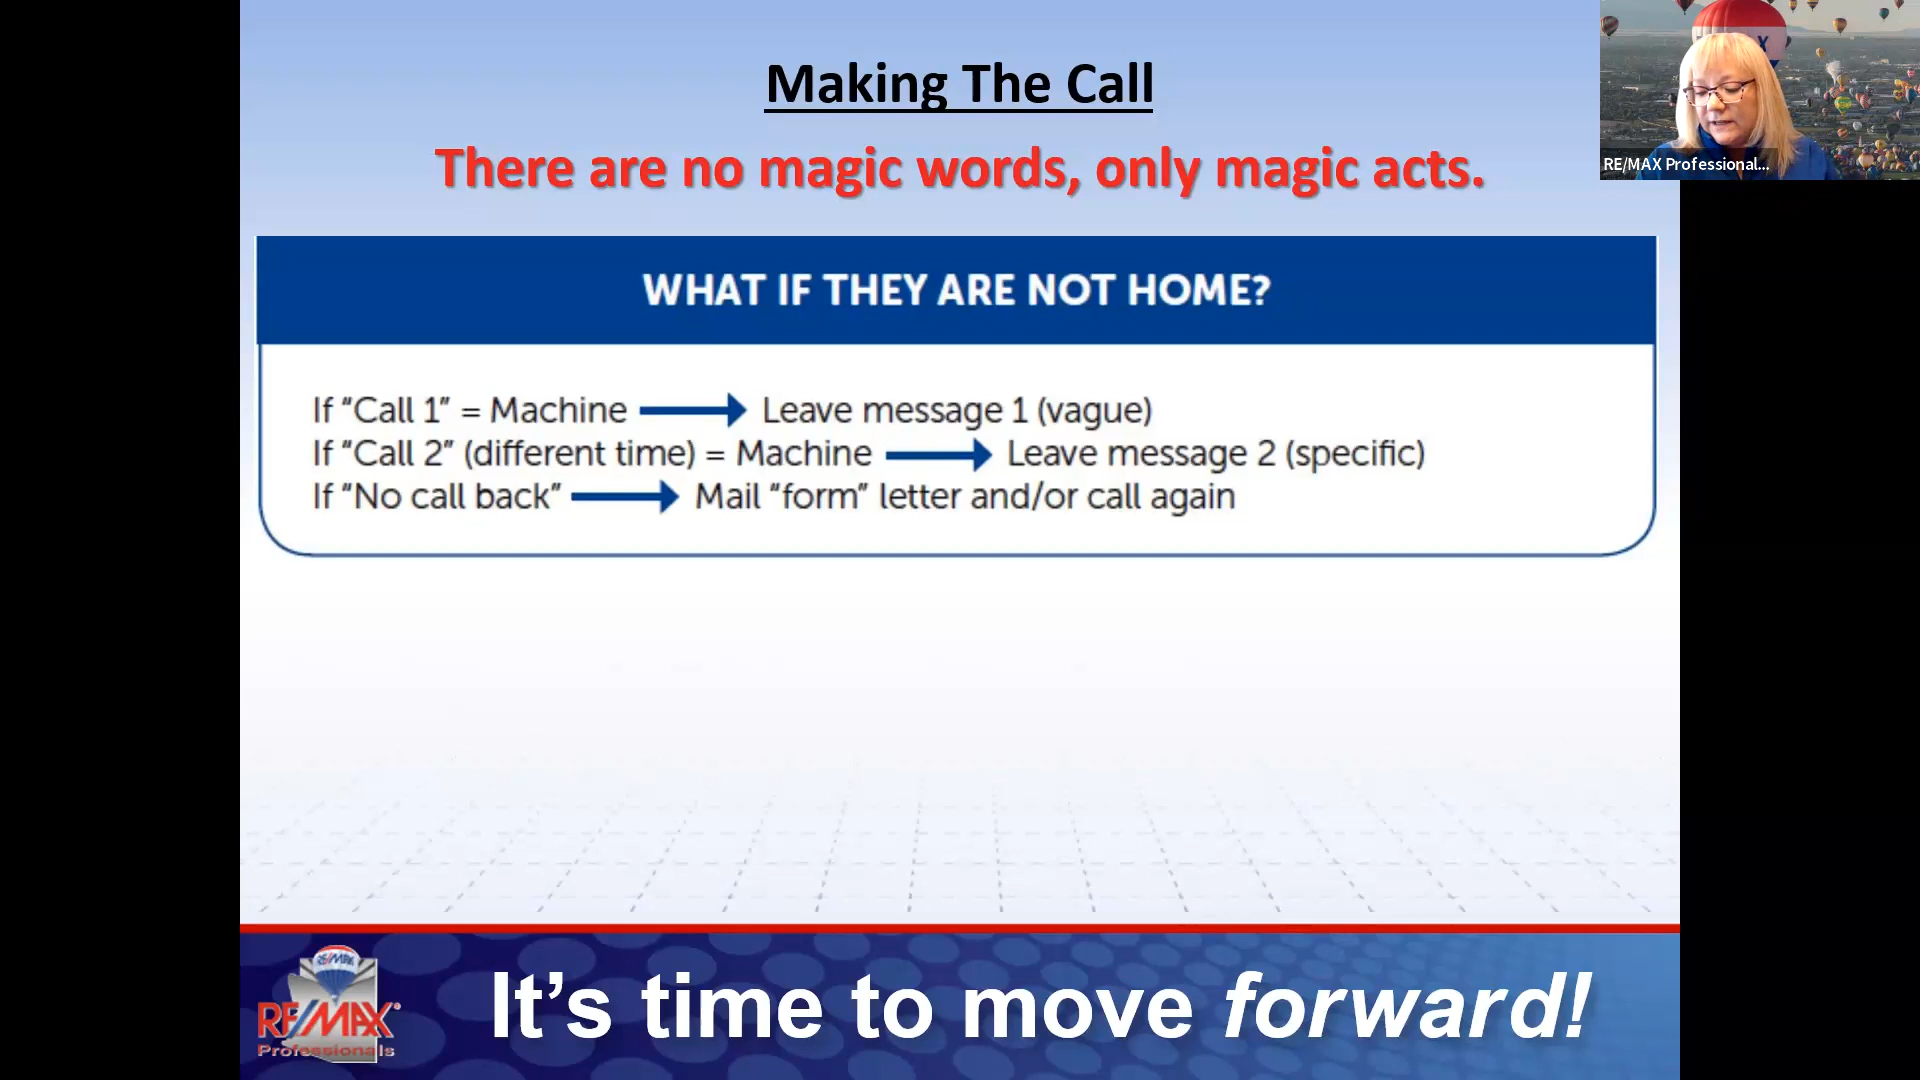 Making The Call
There are no magic words, only magic acts.
RE/MAX Professional...
WHAT IF THEY ARE NOT HOME?
If “Call 1” = Machine Leave message 1 (vague)
If “Call 2” (different time) = Machine Leave message 2 (specific)
If “No call back” Mail “form” letter and/or call again
RE/MAX
RE/MAX
Professionals
It’s time to move forward!